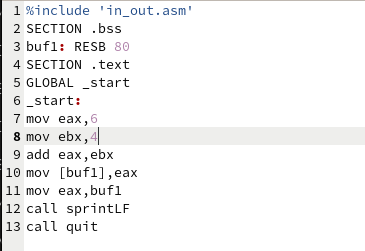 1 %include 'in_out.asm'
2 SECTION .bss
3 buf1: RESB 80
4 SECTION .text
5 GLOBAL _start
6 _start:
7 mov eax,6
8 mov ebx,4
9 add eax,ebx
10 mov [buf1],eax
11 mov eax,buf1
12 call sprintLF
13 call quit